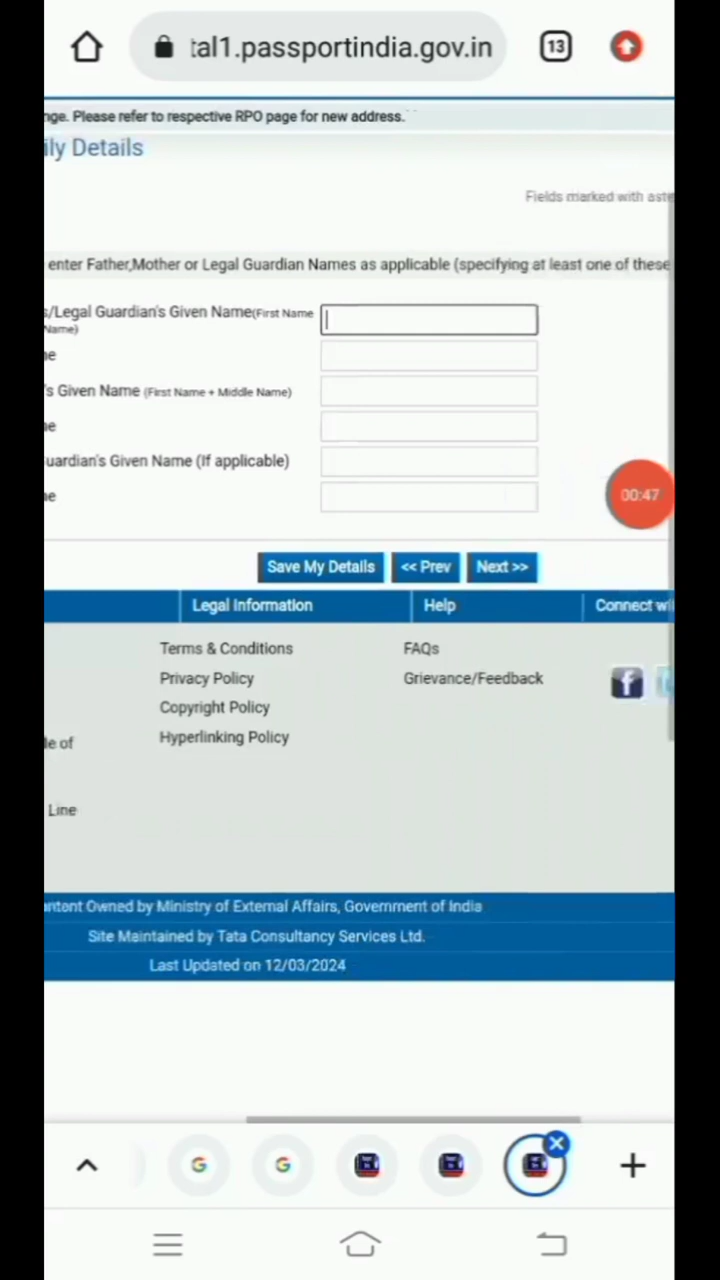 tal1.passportindia.gov.in
13
nge. Please refer to respective RPO page for new address.
ily Details
Fields marked with aste
enter Father,Mother or Legal Guardian Names as applicable (specifying at least one of these
s/Legal Guardian's Given Name(First Name
Name)
ne
's Given Name (First Name + Middle Name)
ne
uardian's Given Name (If applicable)
ne
00:47
Save My Details
<< Prev
Next >>
Legal Information
Help
Connect wi
Terms & Conditions
FAQs
Privacy Policy
Grievance/Feedback
Copyright Policy
Hyperlinking Policy
le of
Line
ontent Owned by Ministry of External Affairs, Government of India
Site Maintained by Tata Consultancy Services Ltd.
Last Updated on 12/03/2024